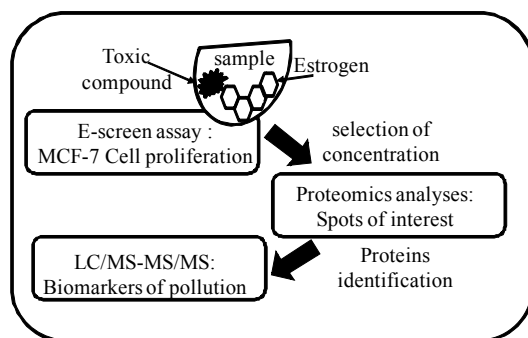 Toxic
compound
sample
Estrogen
E-screen assay :
MCF-7 Cell proliferation
selection of
concentration
Proteomics analyses:
Spots of interest
Proteins
identification
LC/MS-MS/MS:
Biomarkers of pollution